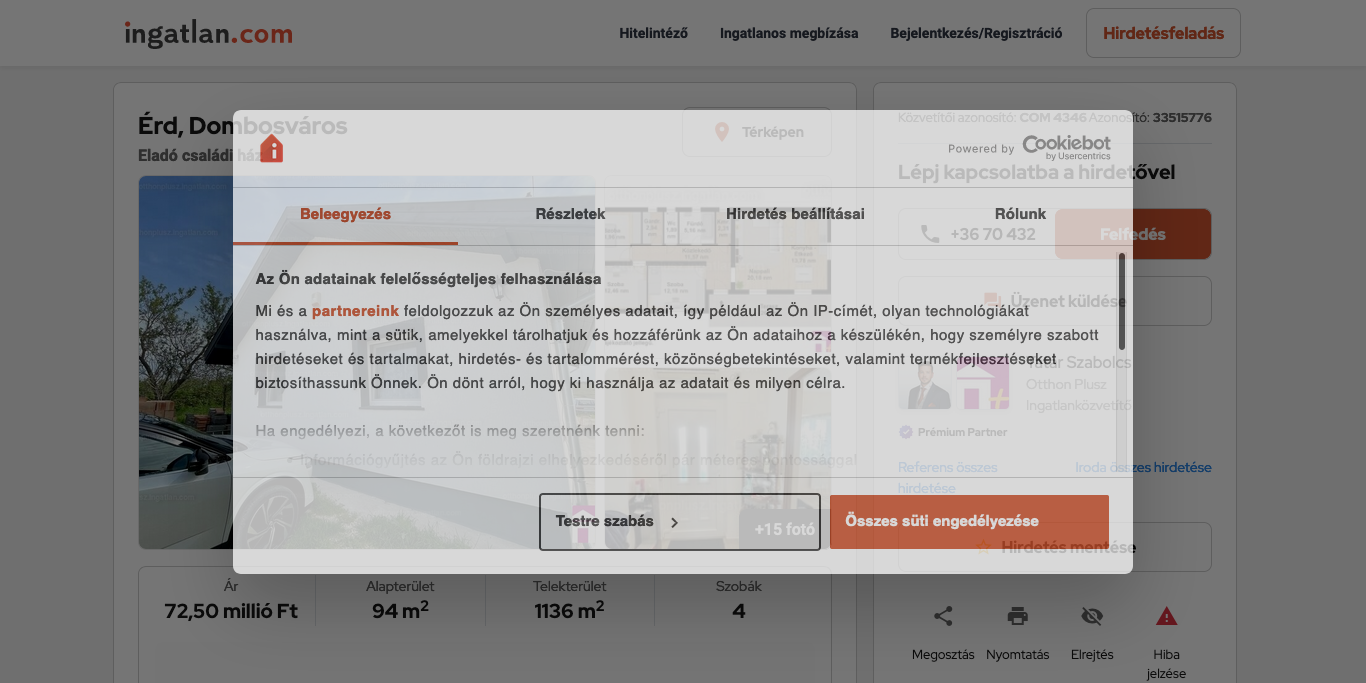 ingatlan.com
Hitelintéző
Ingatlanos megbízása
Bejelentkezés/Regisztráció
Hirdetésfeladás
Érd, Dombosváros
Eladó családi ház
Térképen
Közvetítői azonosító: COM 4346 Azonosító: 33515776
Lépj kapcsolatba a hirdetővel
+36 70 432
Felfedés
Üzenet küldése
Tatár Szabolcs
Otthon Plusz
Ingatlanközvetítő
Prémium Partner
Referens összes
hirdetése
Iroda összes hirdetése
Hirdetés mentése
Megosztás
Nyomtatás
Elrejtés
Hiba
jelzése
Powered by Cookiebot
by Usercentrics
Beleegyezés
Részletek
Hirdetés beállításai
Rólunk
Az Ön adatainak felelősségteljes felhasználása
Mi és a partnereink feldolgozzuk az Ön személyes adatait, így például az Ön IP-címét, olyan technológiákat
használva, mint a sütik, amelyekkel tárolhatjuk és hozzáférünk az Ön adataihoz a készülékén, hogy személyre szabott
hirdetéseket és tartalmakat, hirdetés- és tartalommérést, közönségbetekintéseket, valamint termékfejlesztéseket
biztosíthassunk Önnek. Ön dönt arról, hogy ki használja az adatait és milyen célra.
Ha engedélyezi, a következőt is meg szeretnénk tenni:
Információgyűjtés az Ön földrajzi elhelyezkedéséről pár méteres pontossággal
Testre szabás
Összes süti engedélyezése
+15 fotó
Ár
72,50 millió Ft
Alapterület
94 m²
Telekterület
1136 m²
Szobák
4